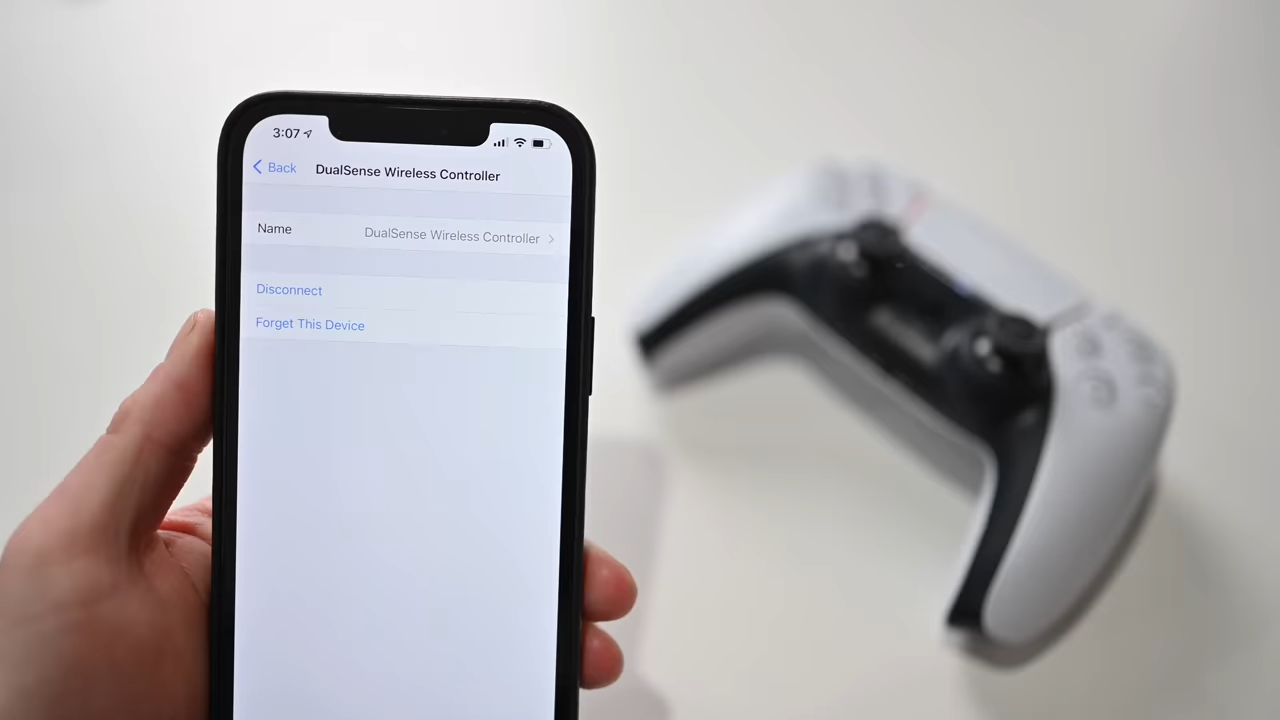 3:07
Back DualSense Wireless Controller
Name DualSense Wireless Controller
Disconnect
Forget This Device